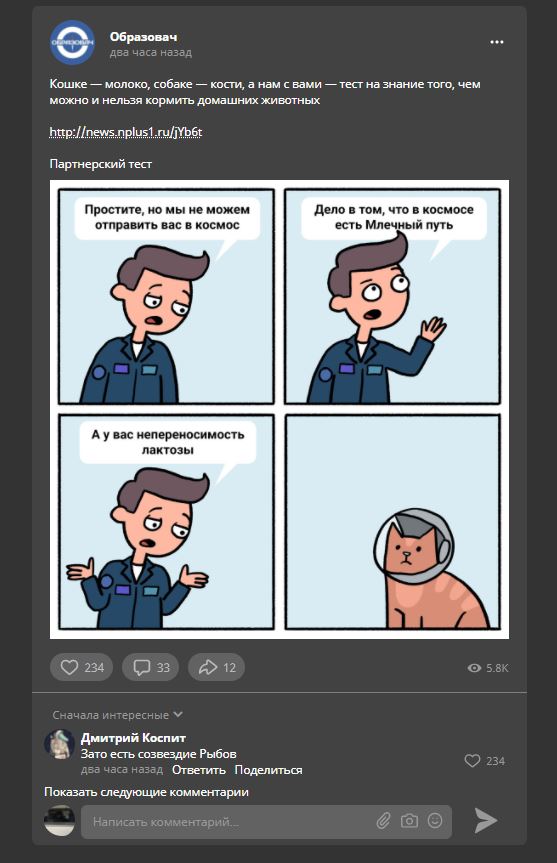 ОБРАЗОВАЧ
Образовач
два часа назад
Кошке — молоко, собаке — кости, а нам с вами — тест на знание того, чем
можно и нельзя кормить домашних животных
http://news.nplus1.ru/jYb6t
Партнерский тест
Простите, но мы не можем
отправить вас в космос
Дело в том, что в космосе
есть Млечный путь
А у вас непереносимость
лактозы
234 33 12 5.8K
Сначала интересные
Дмитрий Коспит
Зато есть созвездие Рыбов
234
два часа назад Ответить Поделиться
Показать следующие комментарии
Написать комментарий...